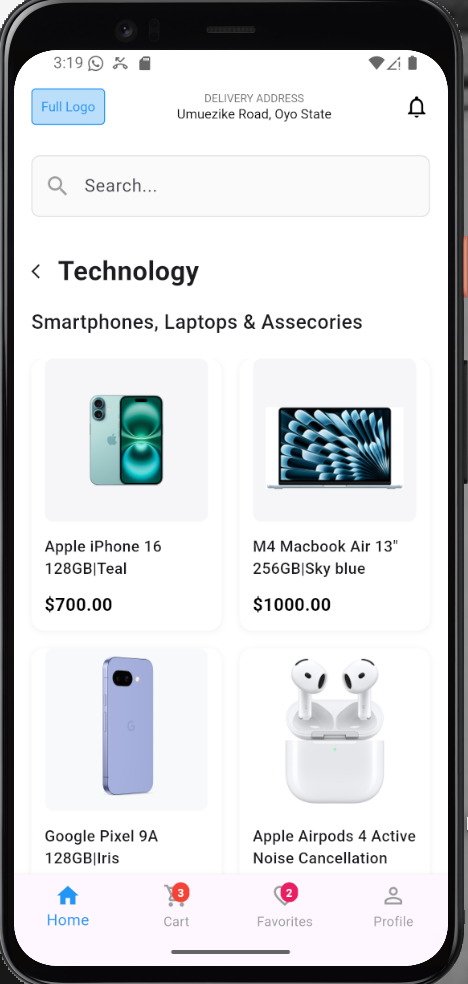 3:19
Full Logo
DELIVERY ADDRESS
Umuezike Road, Oyo State
Search...
Technology
Smartphones, Laptops & Assecories
Apple iPhone 16
128GB|Teal
$700.00
M4 Macbook Air 13"
256GB|Sky blue
$1000.00
Google Pixel 9A
128GB|Iris
Apple Airpods 4 Active
Noise Cancellation
Home
3
Cart
2
Favorites
Profile